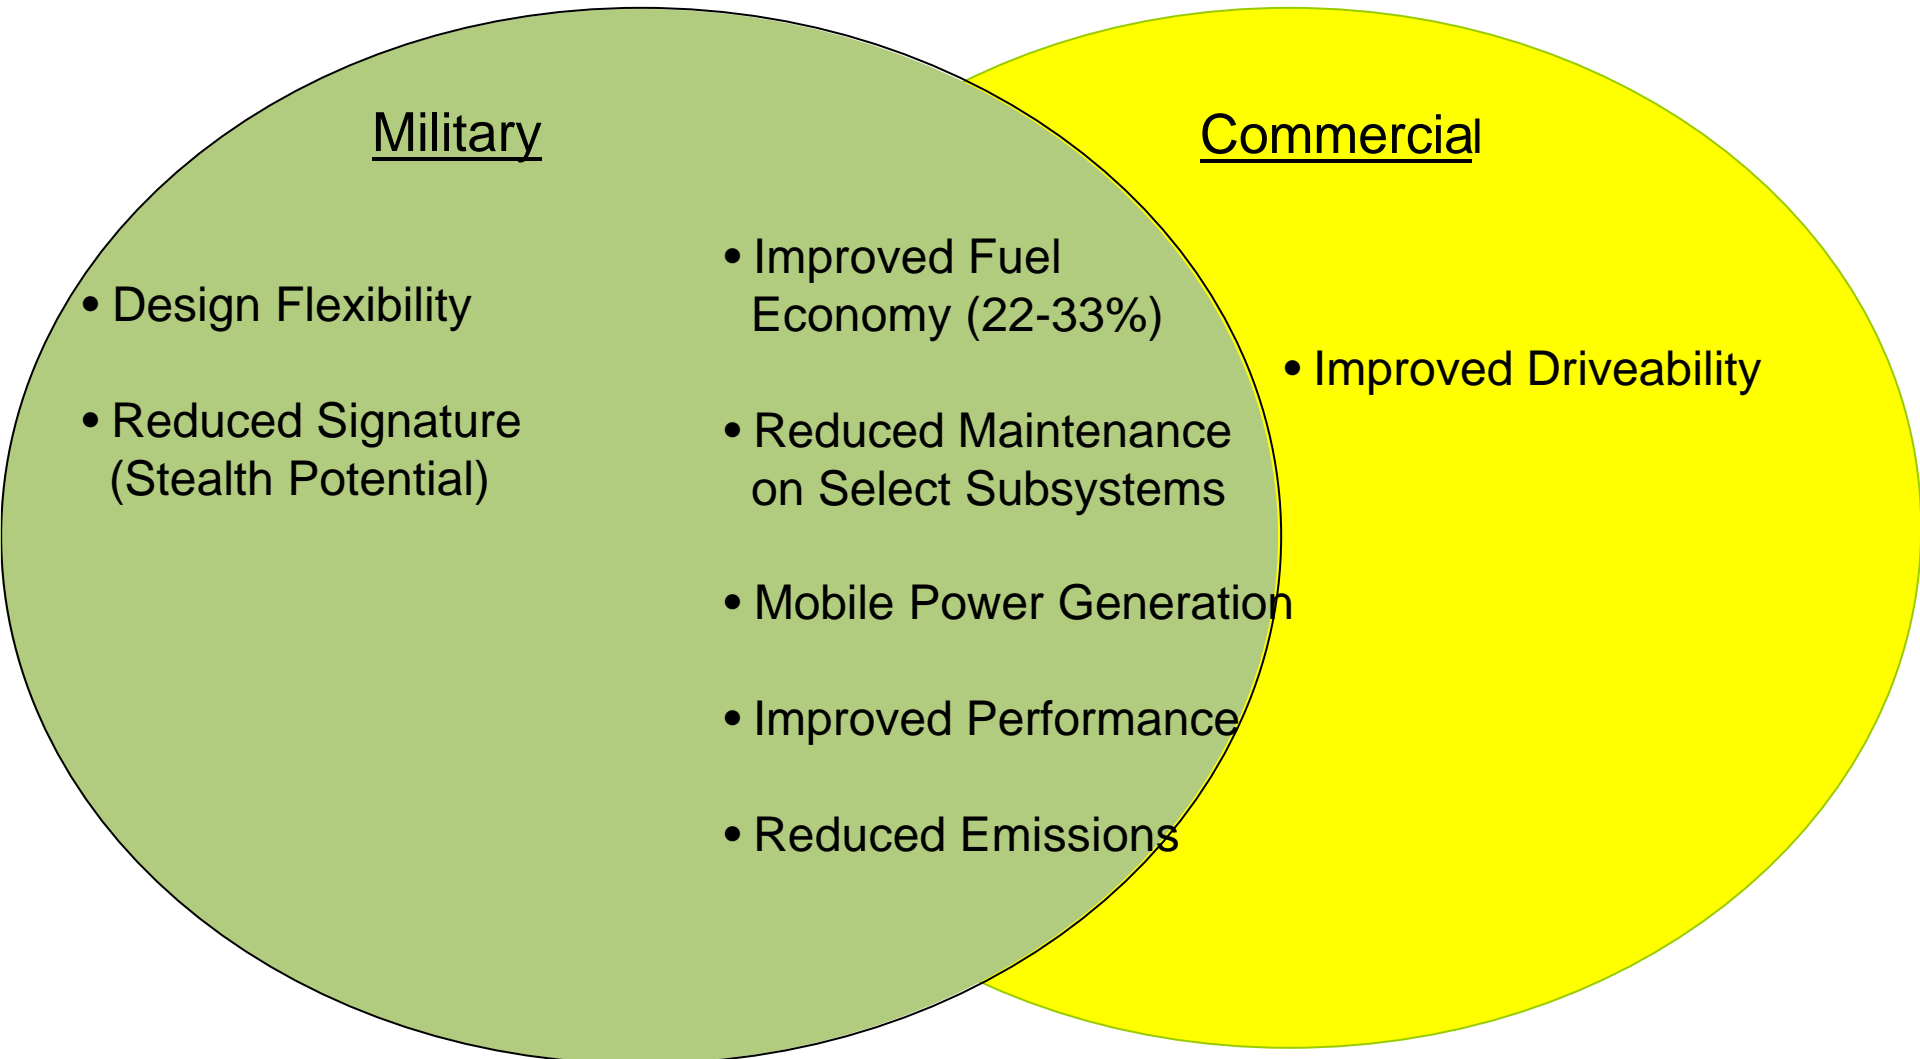 Military
• Design Flexibility
• Reduced Signature
(Stealth Potential)
• Improved Fuel
Economy (22-33%)
• Reduced Maintenance
on Select Subsystems
• Mobile Power Generation
• Improved Performance
• Reduced Emissions
Commercial
• Improved Driveability